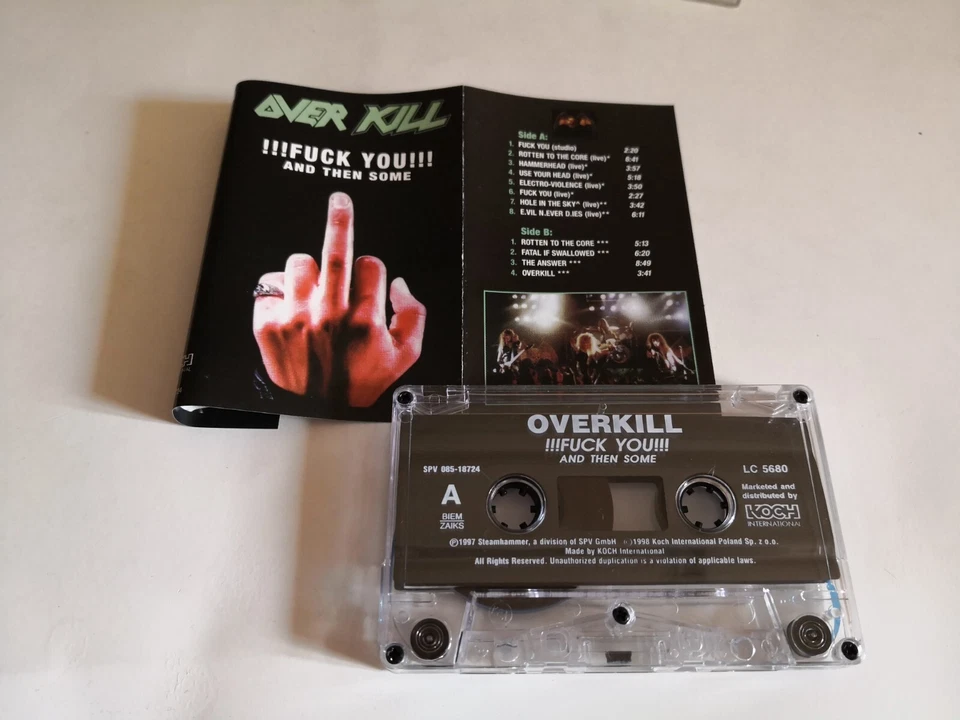 OVER KILL
!!!FUCK YOU!!!
AND THEN SOME
Side A:
1. FUCK YOU (studio) 2:20
2. ROTTEN TO THE CORE (live)* 6:41
3. HAMMERHEAD (live)* 3:57
4. USE YOUR HEAD (live)* 5:18
5. ELECTRO-VIOLENCE (live)* 3:50
6. FUCK YOU (live)* 2:27
7. HOLE IN THE SKY^ (live)** 3:42
8. E.VIL N.EVER D.IES (live)** 6:11
Side B:
1. ROTTEN TO THE CORE *** 5:13
2. FATAL IF SWALLOWED *** 6:20
3. THE ANSWER *** 8:49
4. OVERKILL *** 3:41
OVERKILL
!!!FUCK YOU!!!
AND THEN SOME
SPV 085-18724
LC 5680
A
BIEM
ZAIKS
Marketed and
distributed by
KOCH
INTERNATIONAL
℗1997 Steamhammer, a division of SPV GmbH ©1998 Koch International Poland Sp. z o.o.
Made by KOCH International
All Rights Reserved. Unauthorized duplication is a violation of applicable laws.